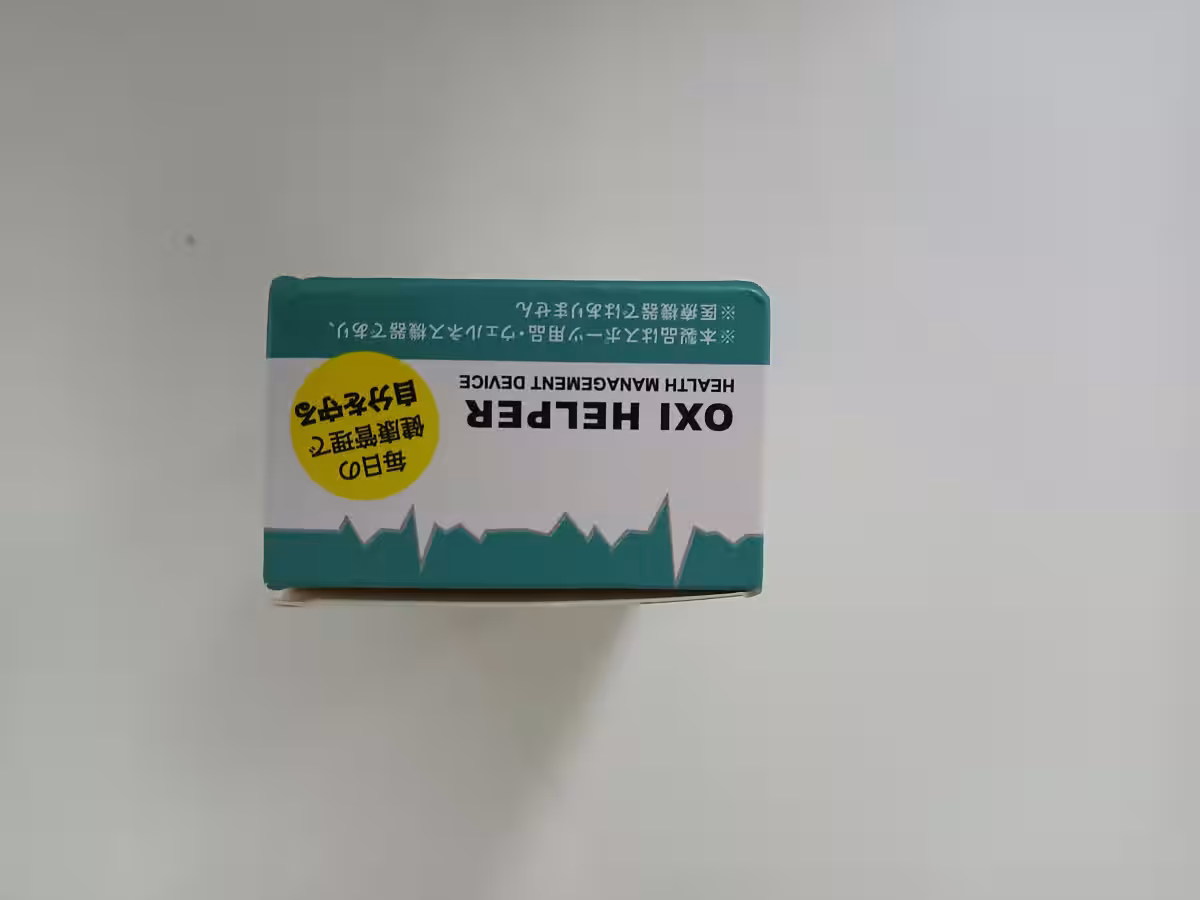 毎日の
健康管理で
自分を守る
OXI HELPER
HEALTH MANAGEMENT DEVICE
※本製品はスポーツ用品・ウェルネス機器であり、
※医療機器ではありません